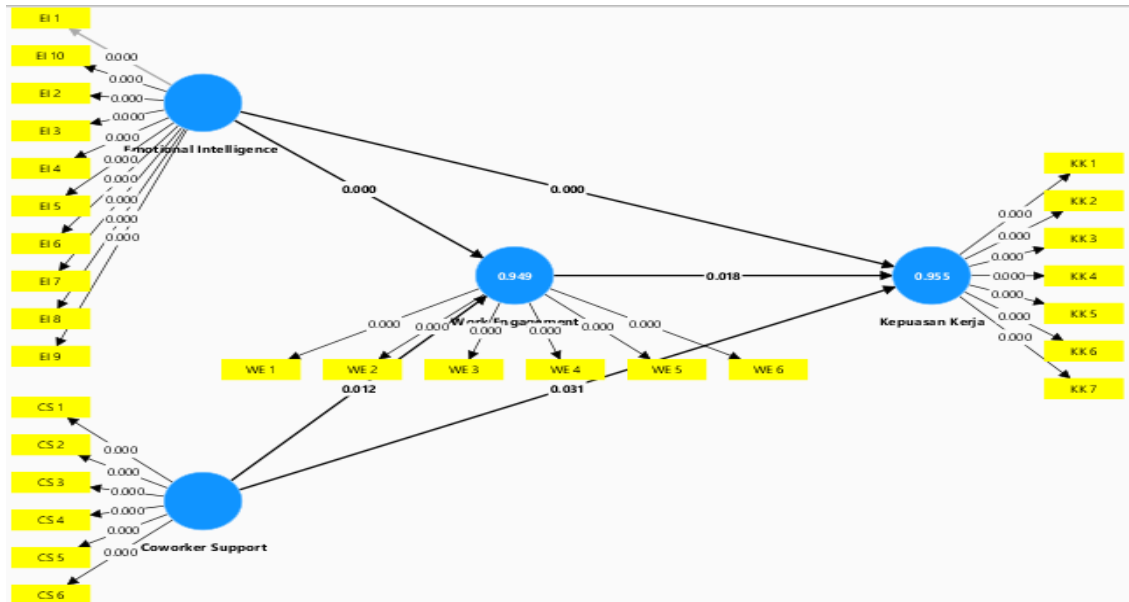 EI 1
EI 10
EI 2
EI 3
EI 4
EI 5
EI 6
EI 7
EI 8
EI 9
0.000
0.000
0.000
0.000
0.000
0.000
0.000
0.000
0.000
0.000
Emotional Intelligence
0.000
0.000
0.949
Work Engagement
0.018
0.955
Kepuasan Kerja
KK 1
KK 2
KK 3
KK 4
KK 5
KK 6
KK 7
0.000
0.000
0.000
0.000
0.000
0.000
0.000
0.000
0.000
0.000
0.000
0.000
0.000
WE 1
WE 2
WE 3
WE 4
WE 5
WE 6
0.012
0.031
CS 1
CS 2
CS 3
CS 4
CS 5
CS 6
0.000
0.000
0.000
0.000
0.000
0.000
Coworker Support